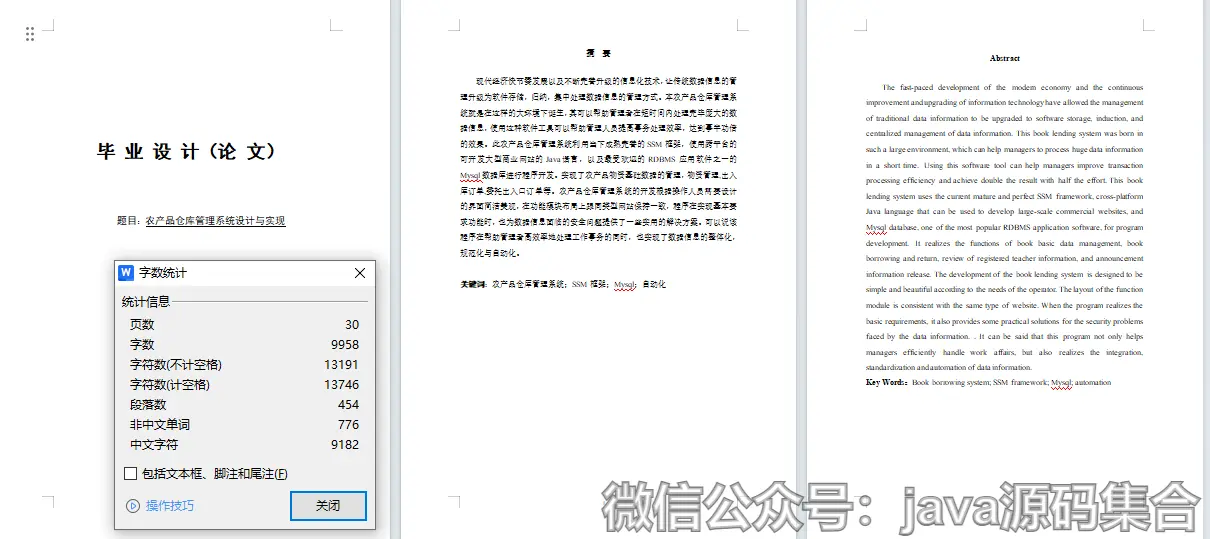 毕 业 设 计（论 文）
题目：农产品仓库管理系统设计与实现
字数统计
统计信息
页数 30
字数 9958
字符数(不计空格) 13191
字符数(计空格) 13746
段落数 454
非中文单词 776
中文字符 9182
包括文本框、脚注和尾注(F)
操作技巧
关闭
摘 要
现代经济快节奏发展以及不断完善升级的信息化技术，让传统数据信息的管
理升级为软件存储，归纳，集中处理数据信息的管理方式。本农产品仓库管理系
统就是在这样的大环境下诞生，其可以帮助管理者在短时间内处理完毕庞大的数
据信息，使用这种软件工具可以帮助管理人员提高事务处理效率，达到事半功倍
的效果。此农产品仓库管理系统利用当下成熟完善的 SSM 框架，使用跨平台的
可开发大型商业网站的 Java 语言，以及最受欢迎的 RDBMS 应用软件之一的
Mysql 数据库进行程序开发。实现了农产品物资基础数据的管理，物资管理,出入
库订单,委托出入口订单等。农产品仓库管理系统的开发根据操作人员需要设计
的界面简洁美观，在功能模块布局上跟同类型网站保持一致，程序在实现基本要
求功能时，也为数据信息面临的安全问题提供了一些实用的解决方案。可以说该
程序在帮助管理者高效率地处理工作事务的同时，也实现了数据信息的整体化，
规范化与自动化。
关键词：农产品仓库管理系统；SSM 框架；Mysql；自动化
Abstract
The fast-paced development of the modern economy and the continuous
improvement and upgrading of information technology have allowed the management
of traditional data information to be upgraded to software storage, induction, and
centralized management of data information. This book lending system was born in
such a large environment, which can help managers to process huge data information
in a short time. Using this software tool can help managers improve transaction
processing efficiency and achieve double the result with half the effort. This book
lending system uses the current mature and perfect SSM framework, cross-platform
Java language that can be used to develop large-scale commercial websites, and
Mysql database, one of the most popular RDBMS application software, for program
development. It realizes the functions of book basic data management, book
borrowing and return, review of registered teacher information, and announcement
information release. The development of the book lending system is designed to be
simple and beautiful according to the needs of the operator. The layout of the function
module is consistent with the same type of website. When the program realizes the
basic requirements, it also provides some practical solutions for the security problems
faced by the data information. . It can be said that this program not only helps
managers efficiently handle work affairs, but also realizes the integration,
standardization and automation of data information.
Key Words：Book borrowing system; SSM framework; Mysql; automation
微信公众号：java源码集合